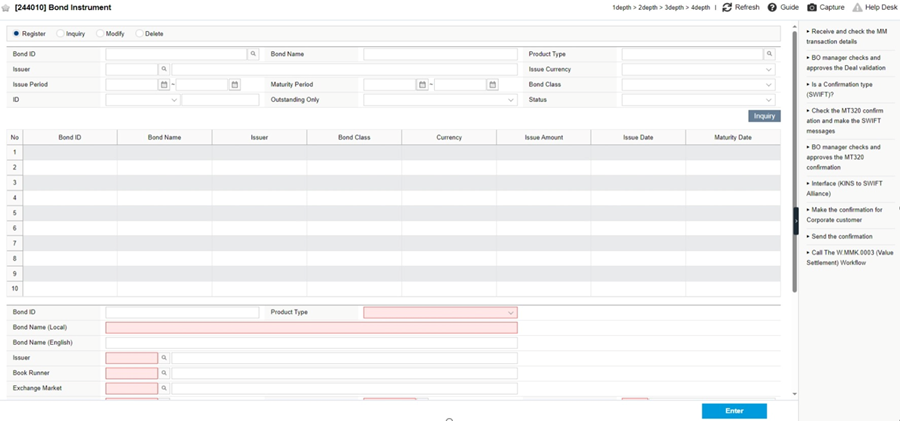 [244010] Bond Instrument
1depth > 2depth > 3depth > 4depth | Refresh Guide Capture Help Desk
Register Inquiry Modify Delete
Bond ID Bond Name Product Type
Issuer Issue Currency
Issue Period ~ Maturity Period ~ Bond Class
ID Outstanding Only Status
Inquiry
No Bond ID Bond Name Issuer Bond Class Currency Issue Amount Issue Date Maturity Date
1
2
3
4
5
6
7
8
9
10
Bond ID Product Type
Bond Name (Local)
Bond Name (English)
Issuer
Book Runner
Exchange Market
Enter
Receive and check the MM
transaction details
BO manager checks and
approves the Deal validation
Is a Confirmation type
(SWIFT)?
Check the MT320 confirm
ation and make the SWIFT
messages
BO manager checks and
approves the MT320
confirmation
Interface (KINS to SWIFT
Alliance)
Make the confirmation for
Corporate customer
Send the confirmation
Call The W.MMK.0003 (Value
Settlement) Workflow